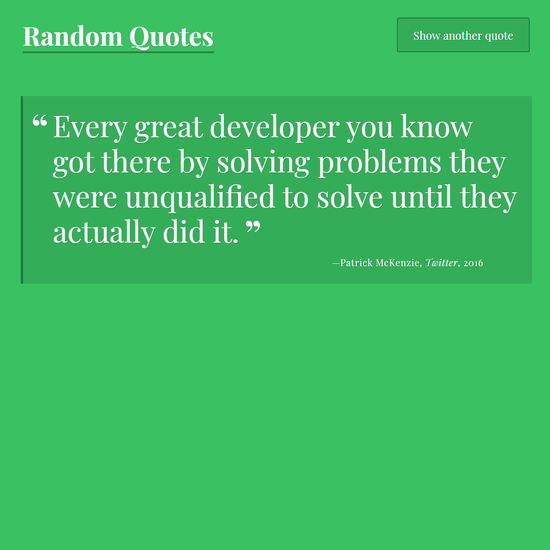 Random Quotes
Show another quote
“ Every great developer you know
got there by solving problems they
were unqualified to solve until they
actually did it. ”
—Patrick McKenzie, Twitter, 2016